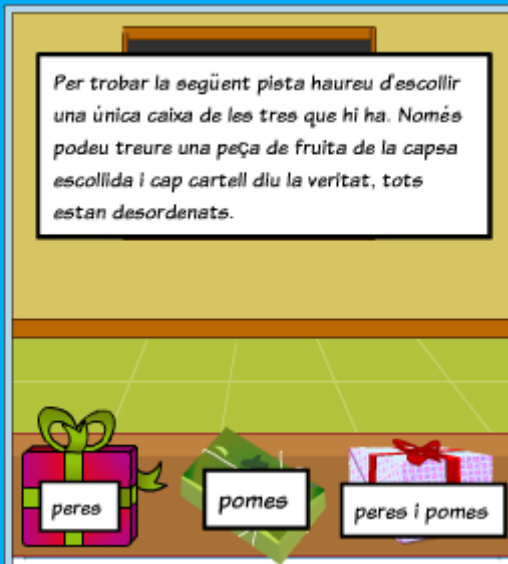 Per trobar la següent pista haureu d'escollir
una única caixa de les tres que hi ha. Només
podeu treure una peça de fruita de la capsa
escollida i cap cartell diu la veritat, tots
estan desordenats.
peres
pomes
peres i pomes